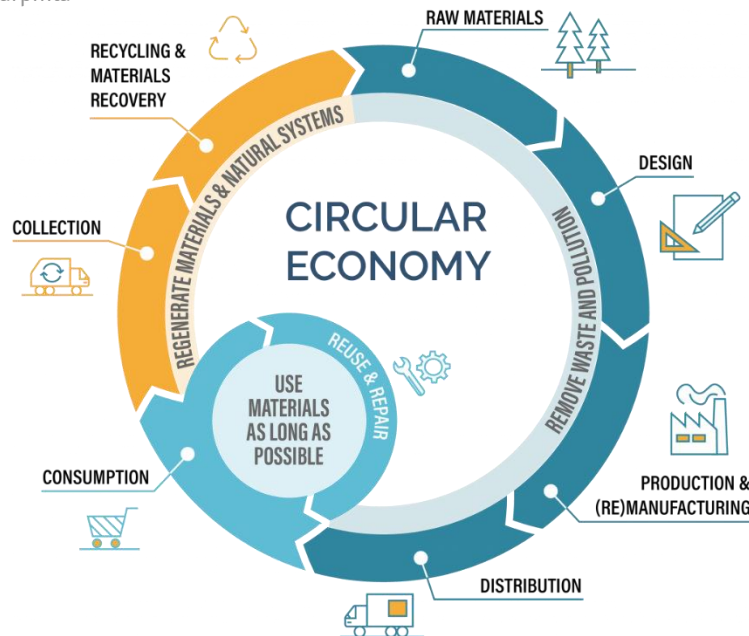 RAW MATERIALS
RECYCLING &
MATERIALS
RECOVERY
DESIGN
COLLECTION
REGENERATE MATERIALS & NATURAL SYSTEMS
CIRCULAR
ECONOMY
REMOVE WASTE AND POLLUTION
REUSE & REPAIR
USE
MATERIALS
AS LONG AS
POSSIBLE
CONSUMPTION
PRODUCTION &
(RE)MANUFACTURING
DISTRIBUTION